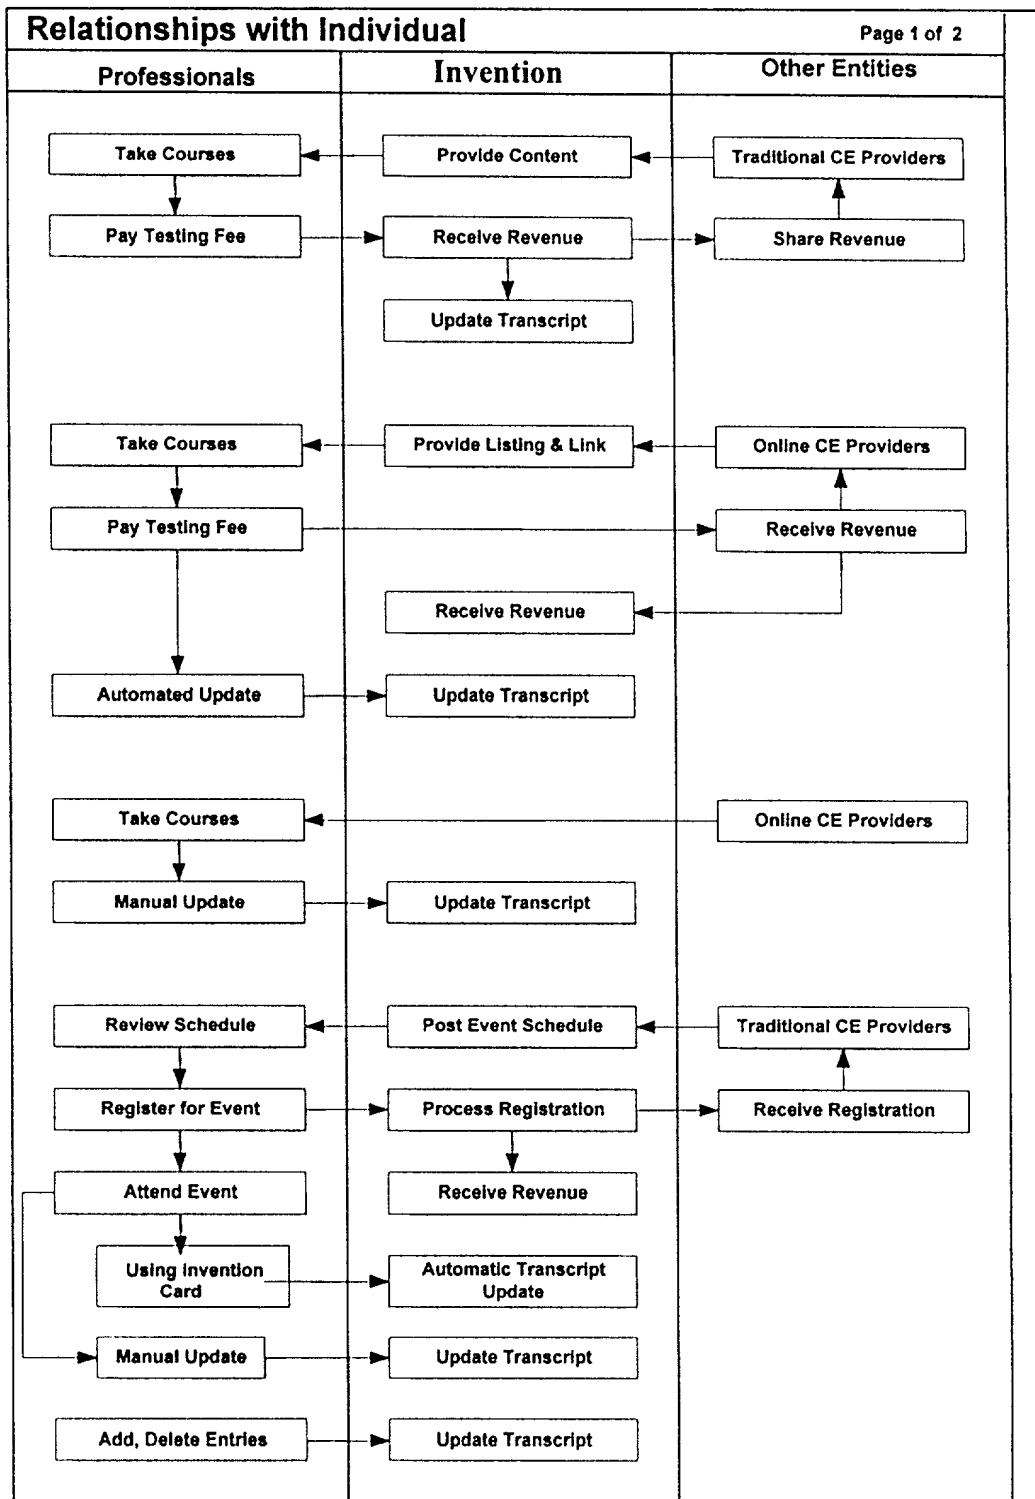 Relationships with Individual
Page 1 of 2
Professionals
Invention
Other Entities
Take Courses
Provide Content
Traditional CE Providers
Pay Testing Fee
Receive Revenue
Share Revenue
Update Transcript
Take Courses
Provide Listing & Link
Online CE Providers
Pay Testing Fee
Receive Revenue
Receive Revenue
Automated Update
Update Transcript
Take Courses
Online CE Providers
Manual Update
Update Transcript
Review Schedule
Post Event Schedule
Traditional CE Providers
Register for Event
Process Registration
Receive Registration
Attend Event
Receive Revenue
Using Invention
Card
Automatic Transcript
Update
Manual Update
Update Transcript
Add, Delete Entries
Update Transcript